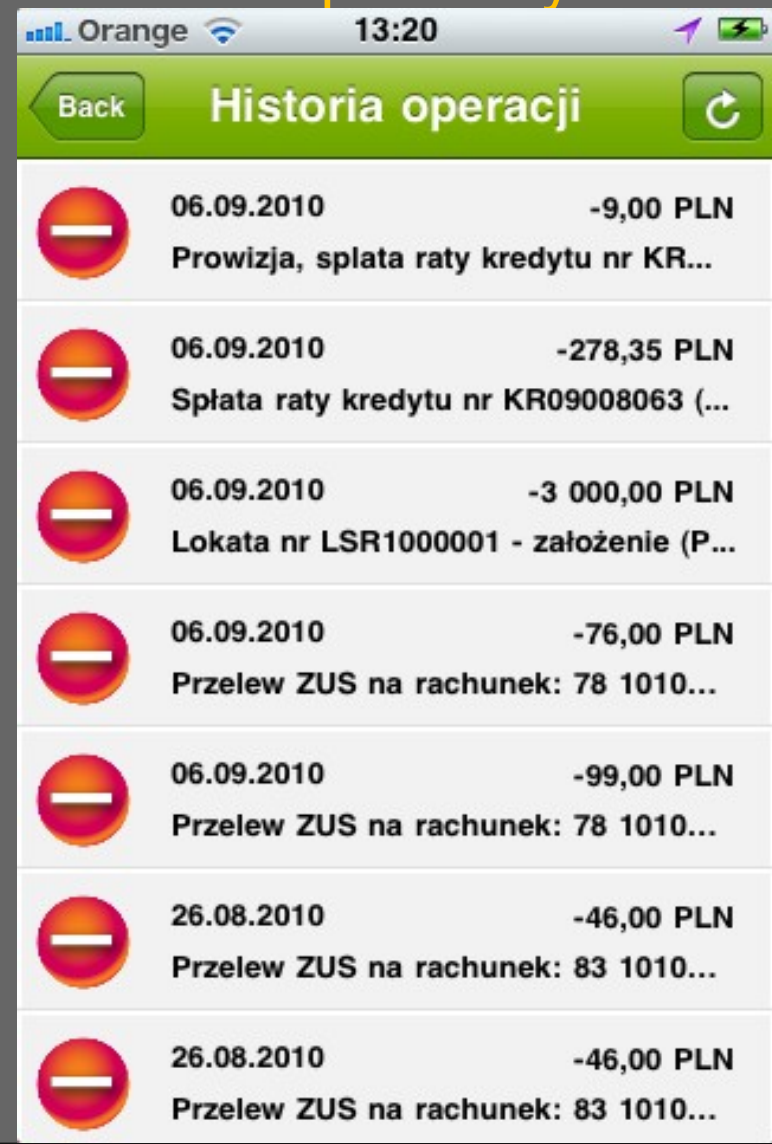 Orange 13:20
Back Historia operacji
06.09.2010 -9,00 PLN
Prowizja, splata raty kredytu nr KR...
06.09.2010 -278,35 PLN
Spłata raty kredytu nr KR09008063 (...
06.09.2010 -3 000,00 PLN
Lokata nr LSR1000001 - założenie (P...
06.09.2010 -76,00 PLN
Przelew ZUS na rachunek: 78 1010...
06.09.2010 -99,00 PLN
Przelew ZUS na rachunek: 78 1010...
26.08.2010 -46,00 PLN
Przelew ZUS na rachunek: 83 1010...
26.08.2010 -46,00 PLN
Przelew ZUS na rachunek: 83 1010...